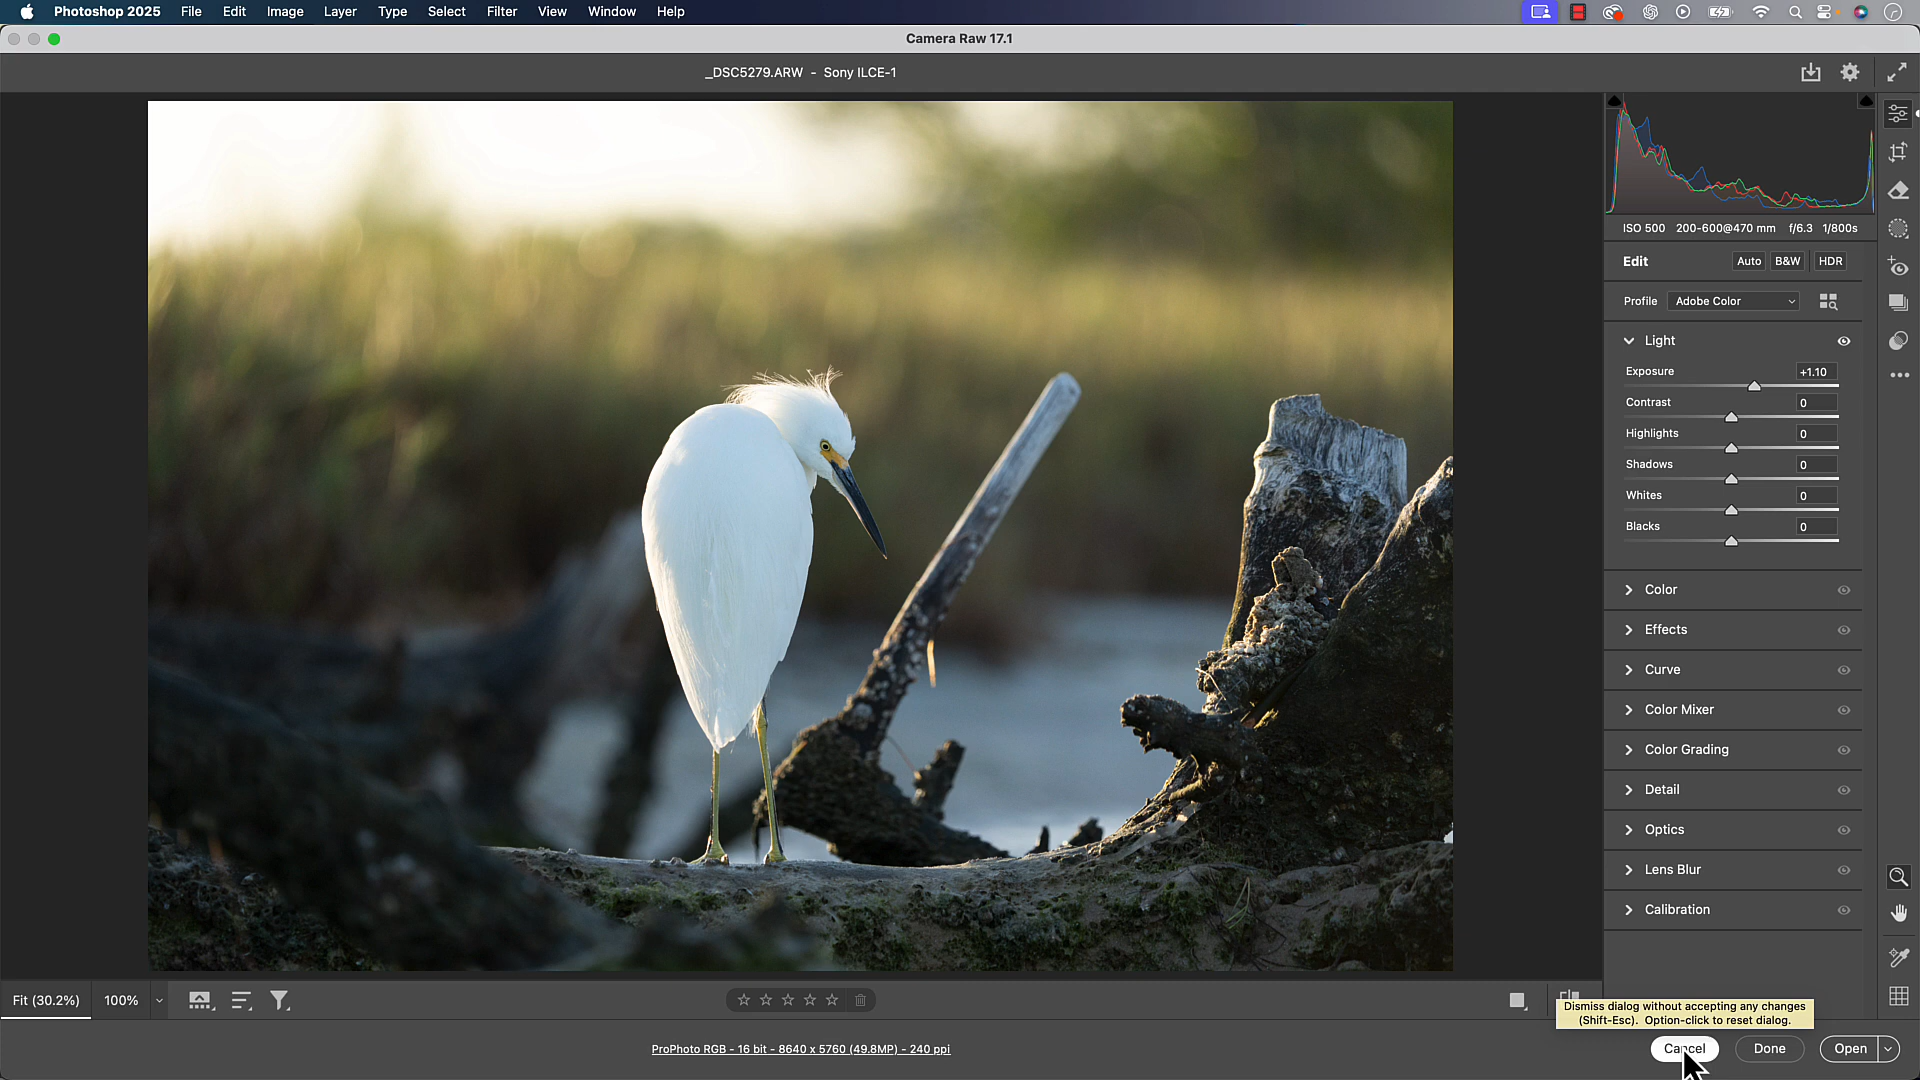 Photoshop 2025 File Edit Image Layer Type Select Filter View Window Help
Camera Raw 17.1
_DSC5279.ARW - Sony ILCE-1
ISO 500 200-600@470 mm f/6.3 1/800s
Edit Auto B&W HDR
Profile Adobe Color
Light
Exposure +1.10
Contrast 0
Highlights 0
Shadows 0
Whites 0
Blacks 0
Color
Effects
Curve
Color Mixer
Color Grading
Detail
Optics
Lens Blur
Calibration
Fit (30.2%) 100%
Dismiss dialog without accepting any changes
(Shift-Esc). Option-click to reset dialog.
ProPhoto RGB - 16 bit - 8640 x 5760 (49.8MP) - 240 ppi
Cancel Done Open